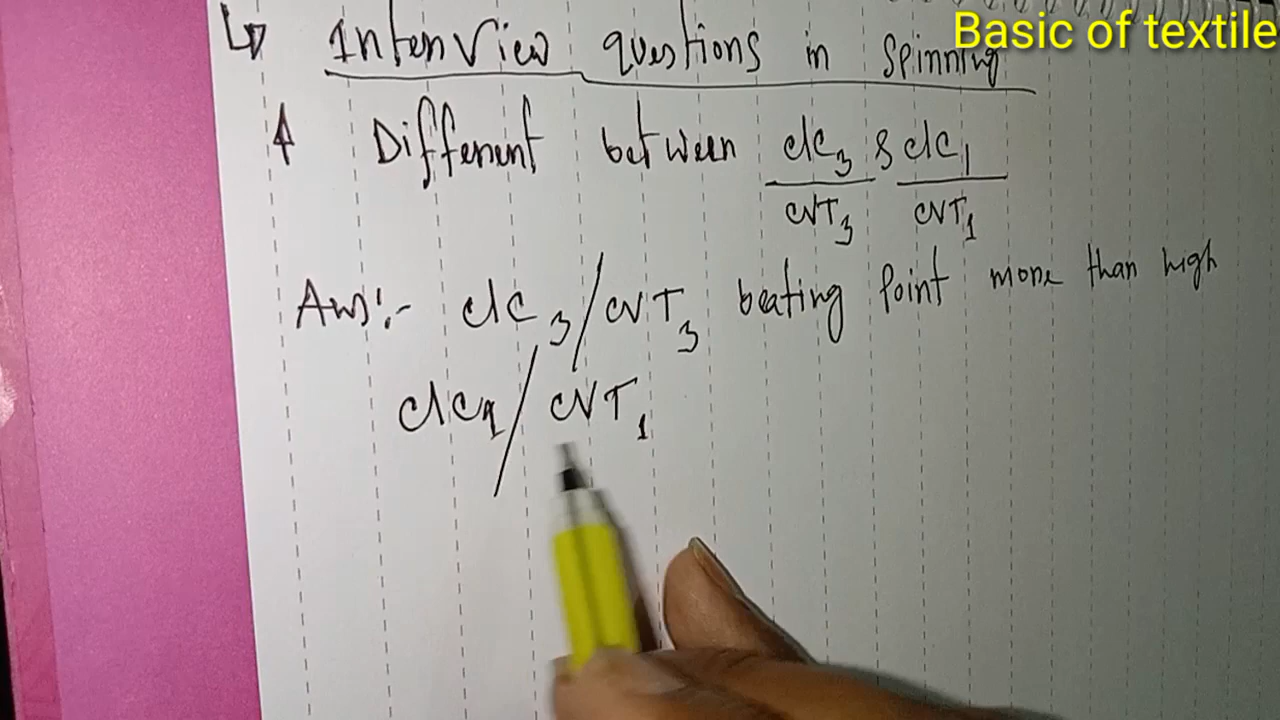 Basic of textile
Interview questions in Spinning
Different between ClC3 & ClC1
CVT3 CVT1
Ans:- ClC3/CVT3 beating Point more than high
ClC1/CVT1